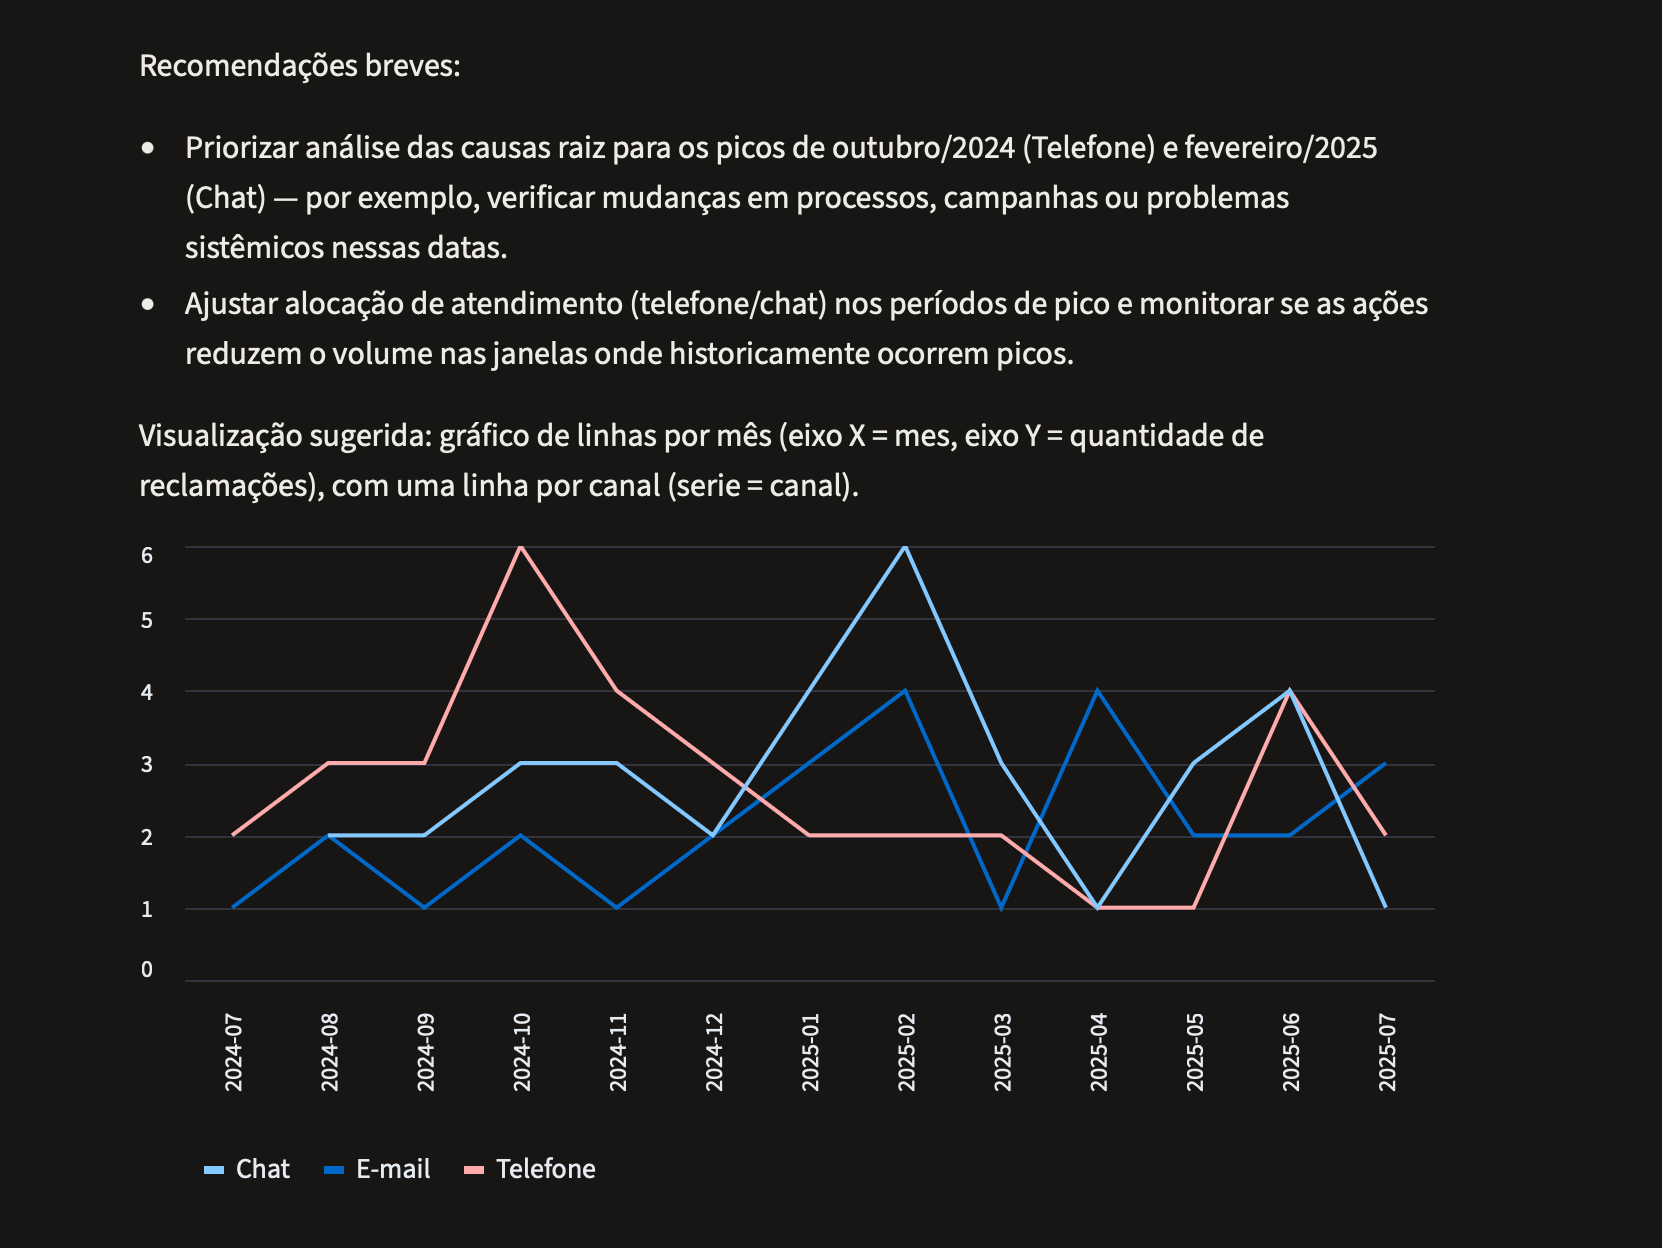 Recomendações breves:
• Priorizar análise das causas raiz para os picos de outubro/2024 (Telefone) e fevereiro/2025
(Chat) — por exemplo, verificar mudanças em processos, campanhas ou problemas
sistêmicos nessas datas.
• Ajustar alocação de atendimento (telefone/chat) nos períodos de pico e monitorar se as ações
reduzem o volume nas janelas onde historicamente ocorrem picos.
Visualização sugerida: gráfico de linhas por mês (eixo X = mes, eixo Y = quantidade de
reclamações), com uma linha por canal (serie = canal).
6
5
4
3
2
1
0
2024-07
2024-08
2024-09
2024-10
2024-11
2024-12
2025-01
2025-02
2025-03
2025-04
2025-05
2025-06
2025-07
Chat E-mail Telefone